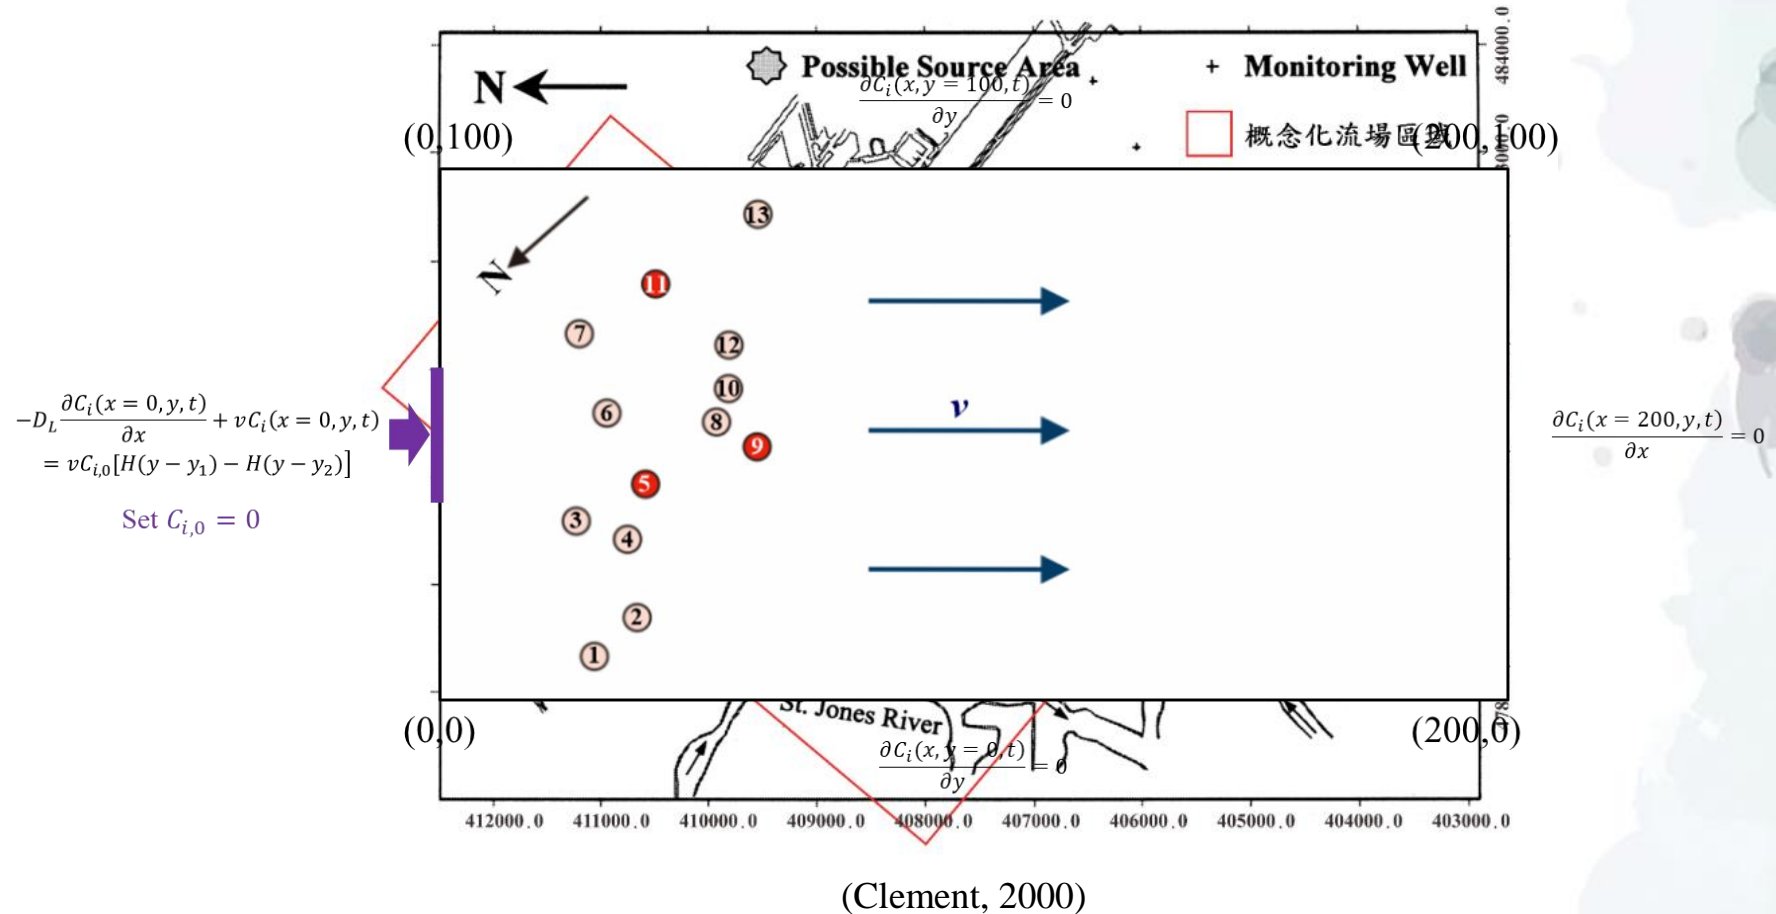 484000.0
N
Possible Source Area
+ Monitoring Well
∂C_i(x, y = 100, t)/∂y = 0
(0,100)
概念化流場區域
(200,100)
13
N
11
7
12
10
6
8
v
9
5
3
4
2
1
−D_L ∂C_i(x = 0, y, t)/∂x + vC_i(x = 0, y, t)
= vC_{i,0}[H(y − y_1) − H(y − y_2)]
Set C_{i,0} = 0
∂C_i(x = 200, y, t)/∂x = 0
(0,0)
St. Jones River
(200,0)
∂C_i(x, y = 0, t)/∂y = 0
412000.0 411000.0 410000.0 409000.0 408000.0 407000.0 406000.0 405000.0 404000.0 403000.0
(Clement, 2000)